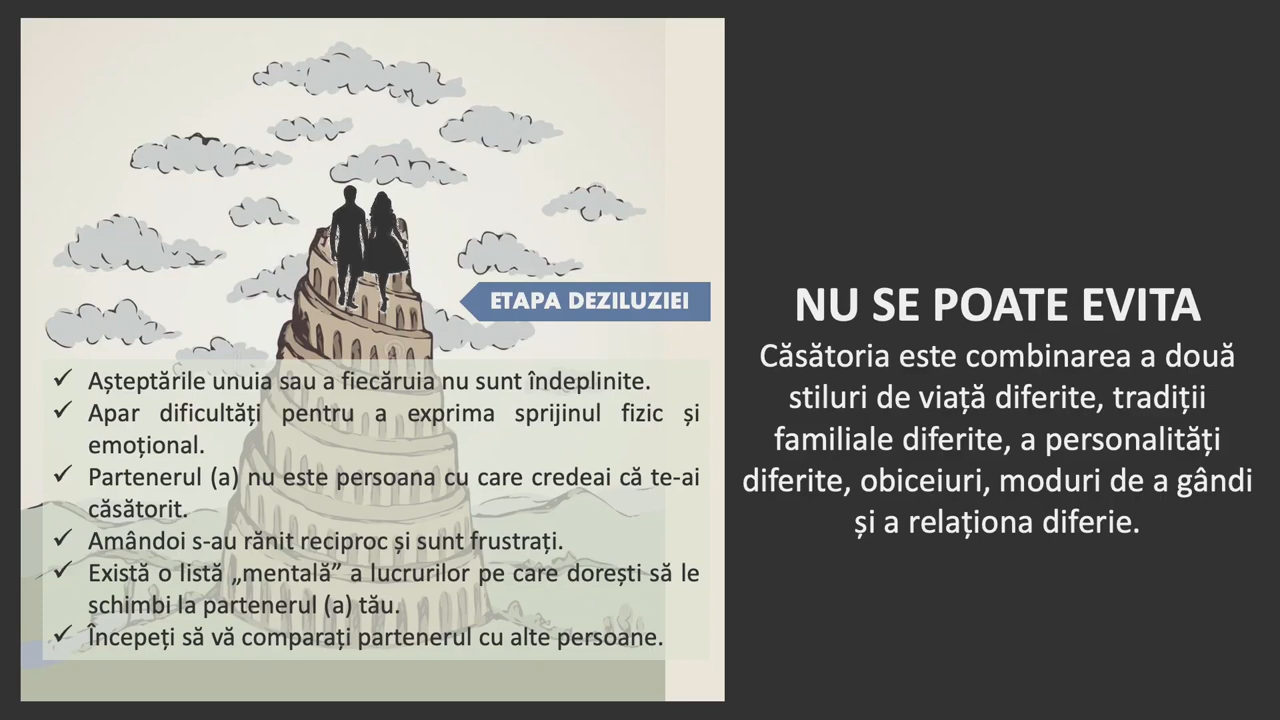 ETAPA DEZILUZIEI
✓ Așteptările unuia sau a fiecăruia nu sunt îndeplinite.
✓ Apar dificultăți pentru a exprima sprijinul fizic și
emoțional.
✓ Partenerul (a) nu este persoana cu care credeai că te-ai
căsătorit.
✓ Amândoi s-au rănit reciproc și sunt frustrați.
✓ Există o listă „mentală” a lucrurilor pe care dorești să le
schimbi la partenerul (a) tău.
✓ Începeți să vă comparați partenerul cu alte persoane.
NU SE POATE EVITA
Căsătoria este combinarea a două
stiluri de viață diferite, tradiții
familiale diferite, a personalități
diferite, obiceiuri, moduri de a gândi
și a relaționa diferie.